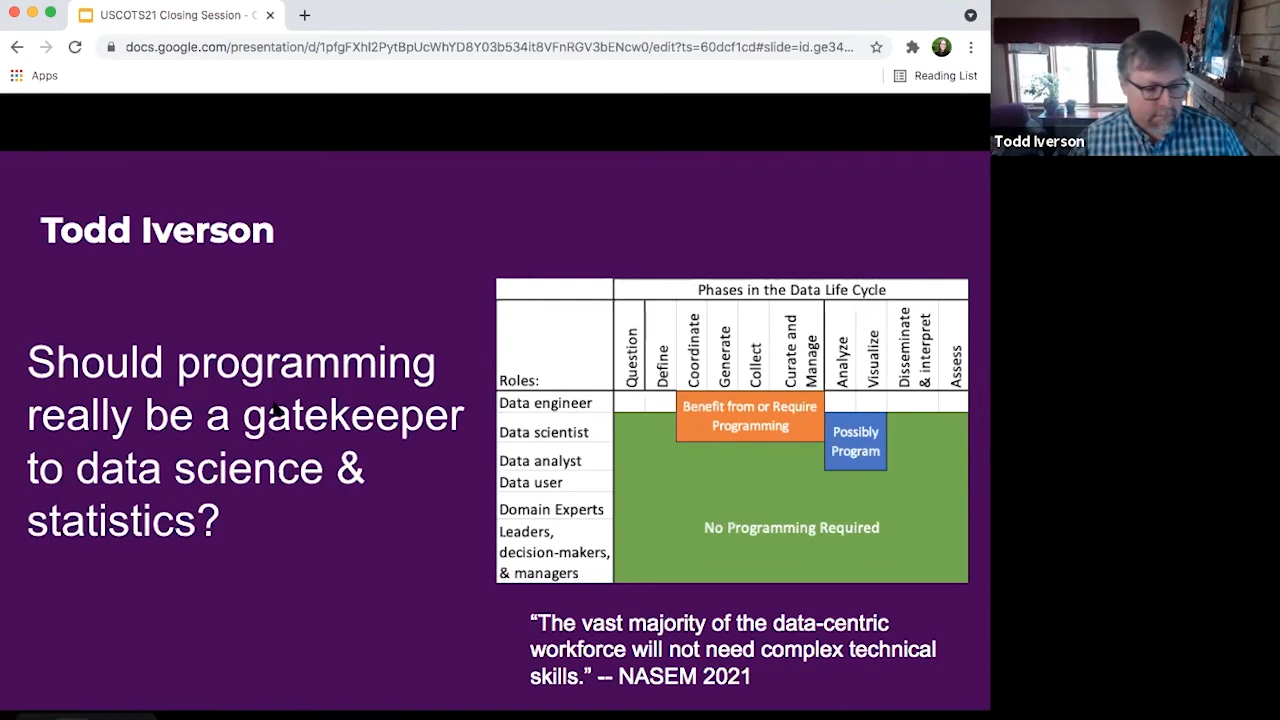 USCOTS21 Closing Session - 
docs.google.com/presentation/d/1pfgFXhI2PytBpUcWhYD8Y03b534it8VFnRGV3bENcw0/edit?ts=60dcf1cd#slide=id.ge34...
Apps
Reading List
Todd Iverson
Todd Iverson
Should programming
really be a gatekeeper
to data science &
statistics?
Phases in the Data Life Cycle
Roles:
Question
Define
Coordinate
Generate
Collect
Curate and
Manage
Analyze
Visualize
Disseminate
& interpret
Assess
Data engineer
Data scientist
Data analyst
Data user
Domain Experts
Leaders,
decision-makers,
& managers
Benefit from or Require
Programming
Possibly
Program
No Programming Required
“The vast majority of the data-centric
workforce will not need complex technical
skills.” -- NASEM 2021